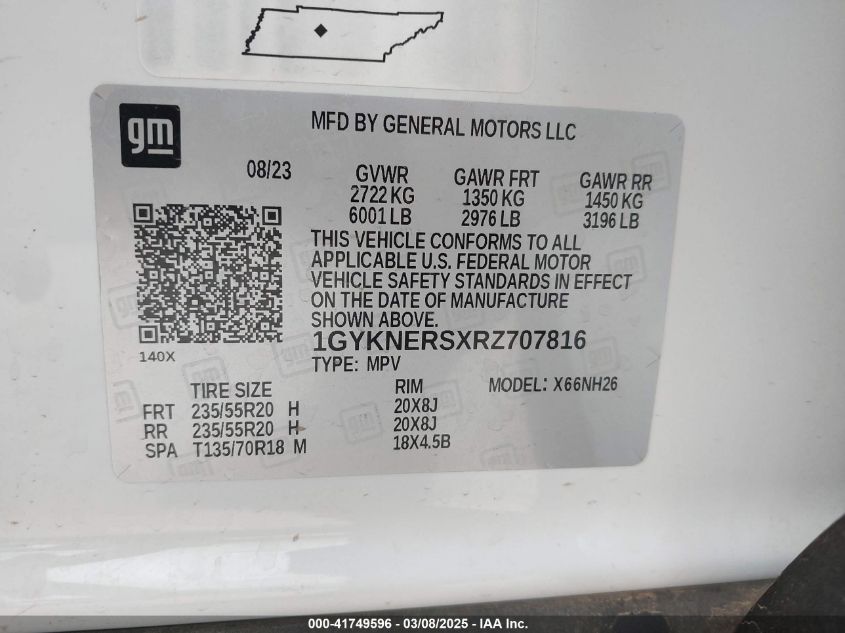 gm
MFD BY GENERAL MOTORS LLC
08/23
GVWR
2722 KG
6001 LB
GAWR FRT
1350 KG
2976 LB
GAWR RR
1450 KG
3196 LB
THIS VEHICLE CONFORMS TO ALL
APPLICABLE U.S. FEDERAL MOTOR
VEHICLE SAFETY STANDARDS IN EFFECT
ON THE DATE OF MANUFACTURE
SHOWN ABOVE.
1GYKNERSXRZ707816
TYPE: MPV
140X
TIRE SIZE RIM MODEL: X66NH26
FRT 235/55R20 H 20X8J
RR 235/55R20 H 20X8J
SPA T135/70R18 M 18X4.5B
000-41749596 - 03/08/2025 - IAA Inc.